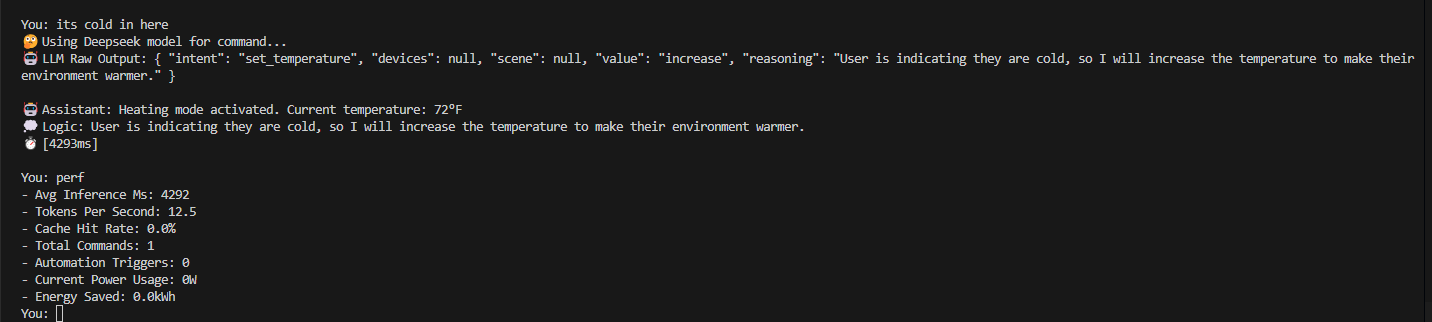 You: its cold in here
🤔 Using Deepseek model for command...
🤖 LLM Raw Output: { "intent": "set_temperature", "devices": null, "scene": null, "value": "increase", "reasoning": "User is indicating they are cold, so I will increase the temperature to make their
environment warmer." }
🤖 Assistant: Heating mode activated. Current temperature: 72°F
💭 Logic: User is indicating they are cold, so I will increase the temperature to make their environment warmer.
⏱️ [4293ms]
You: perf
- Avg Inference Ms: 4292
- Tokens Per Second: 12.5
- Cache Hit Rate: 0.0%
- Total Commands: 1
- Automation Triggers: 0
- Current Power Usage: 0W
- Energy Saved: 0.0kWh
You: